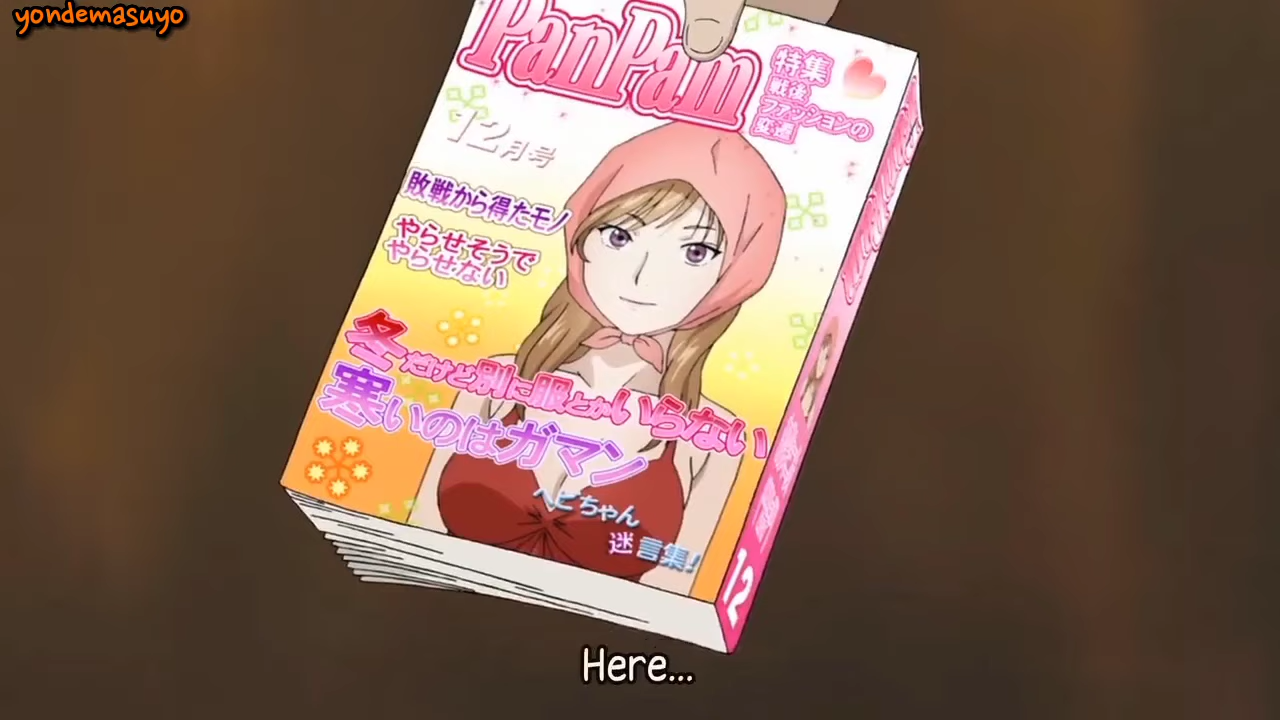 yondemasuyo
PanPam
特集
戦後
ファッションの
変遷
12月号
敗戦から得たモノ
やらせそうで
やらせない
冬だけど別に服とかいらない
寒いのはガマン
ヘビちゃん
迷言集!
12
Here...